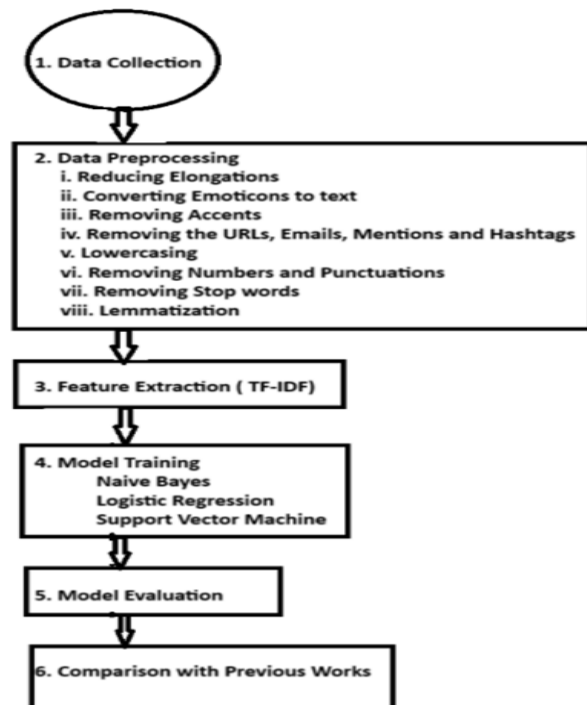 1. Data Collection
2. Data Preprocessing
i. Reducing Elongations
ii. Converting Emoticons to text
iii. Removing Accents
iv. Removing the URLs, Emails, Mentions and Hashtags
v. Lowercasing
vi. Removing Numbers and Punctuations
vii. Removing Stop words
viii. Lemmatization
3. Feature Extraction ( TF-IDF)
4. Model Training
Naive Bayes
Logistic Regression
Support Vector Machine
5. Model Evaluation
6. Comparison with Previous Works